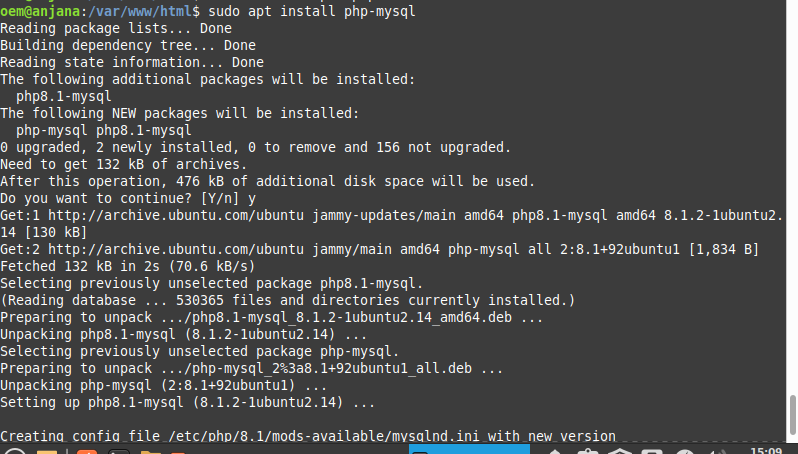 oem@anjana:/var/www/html$ sudo apt install php-mysql
Reading package lists... Done
Building dependency tree... Done
Reading state information... Done
The following additional packages will be installed:
  php8.1-mysql
The following NEW packages will be installed:
  php-mysql php8.1-mysql
0 upgraded, 2 newly installed, 0 to remove and 156 not upgraded.
Need to get 132 kB of archives.
After this operation, 476 kB of additional disk space will be used.
Do you want to continue? [Y/n] y
Get:1 http://archive.ubuntu.com/ubuntu jammy-updates/main amd64 php8.1-mysql amd64 8.1.2-1ubuntu2.
14 [130 kB]
Get:2 http://archive.ubuntu.com/ubuntu jammy/main amd64 php-mysql all 2:8.1+92ubuntu1 [1,834 B]
Fetched 132 kB in 2s (70.6 kB/s)
Selecting previously unselected package php8.1-mysql.
(Reading database ... 530365 files and directories currently installed.)
Preparing to unpack .../php8.1-mysql_8.1.2-1ubuntu2.14_amd64.deb ...
Unpacking php8.1-mysql (8.1.2-1ubuntu2.14) ...
Selecting previously unselected package php-mysql.
Preparing to unpack .../php-mysql_2%3a8.1+92ubuntu1_all.deb ...
Unpacking php-mysql (2:8.1+92ubuntu1) ...
Setting up php8.1-mysql (8.1.2-1ubuntu2.14) ...
Creating config file /etc/php/8.1/mods-available/mysqlnd.ini with new version
15:09